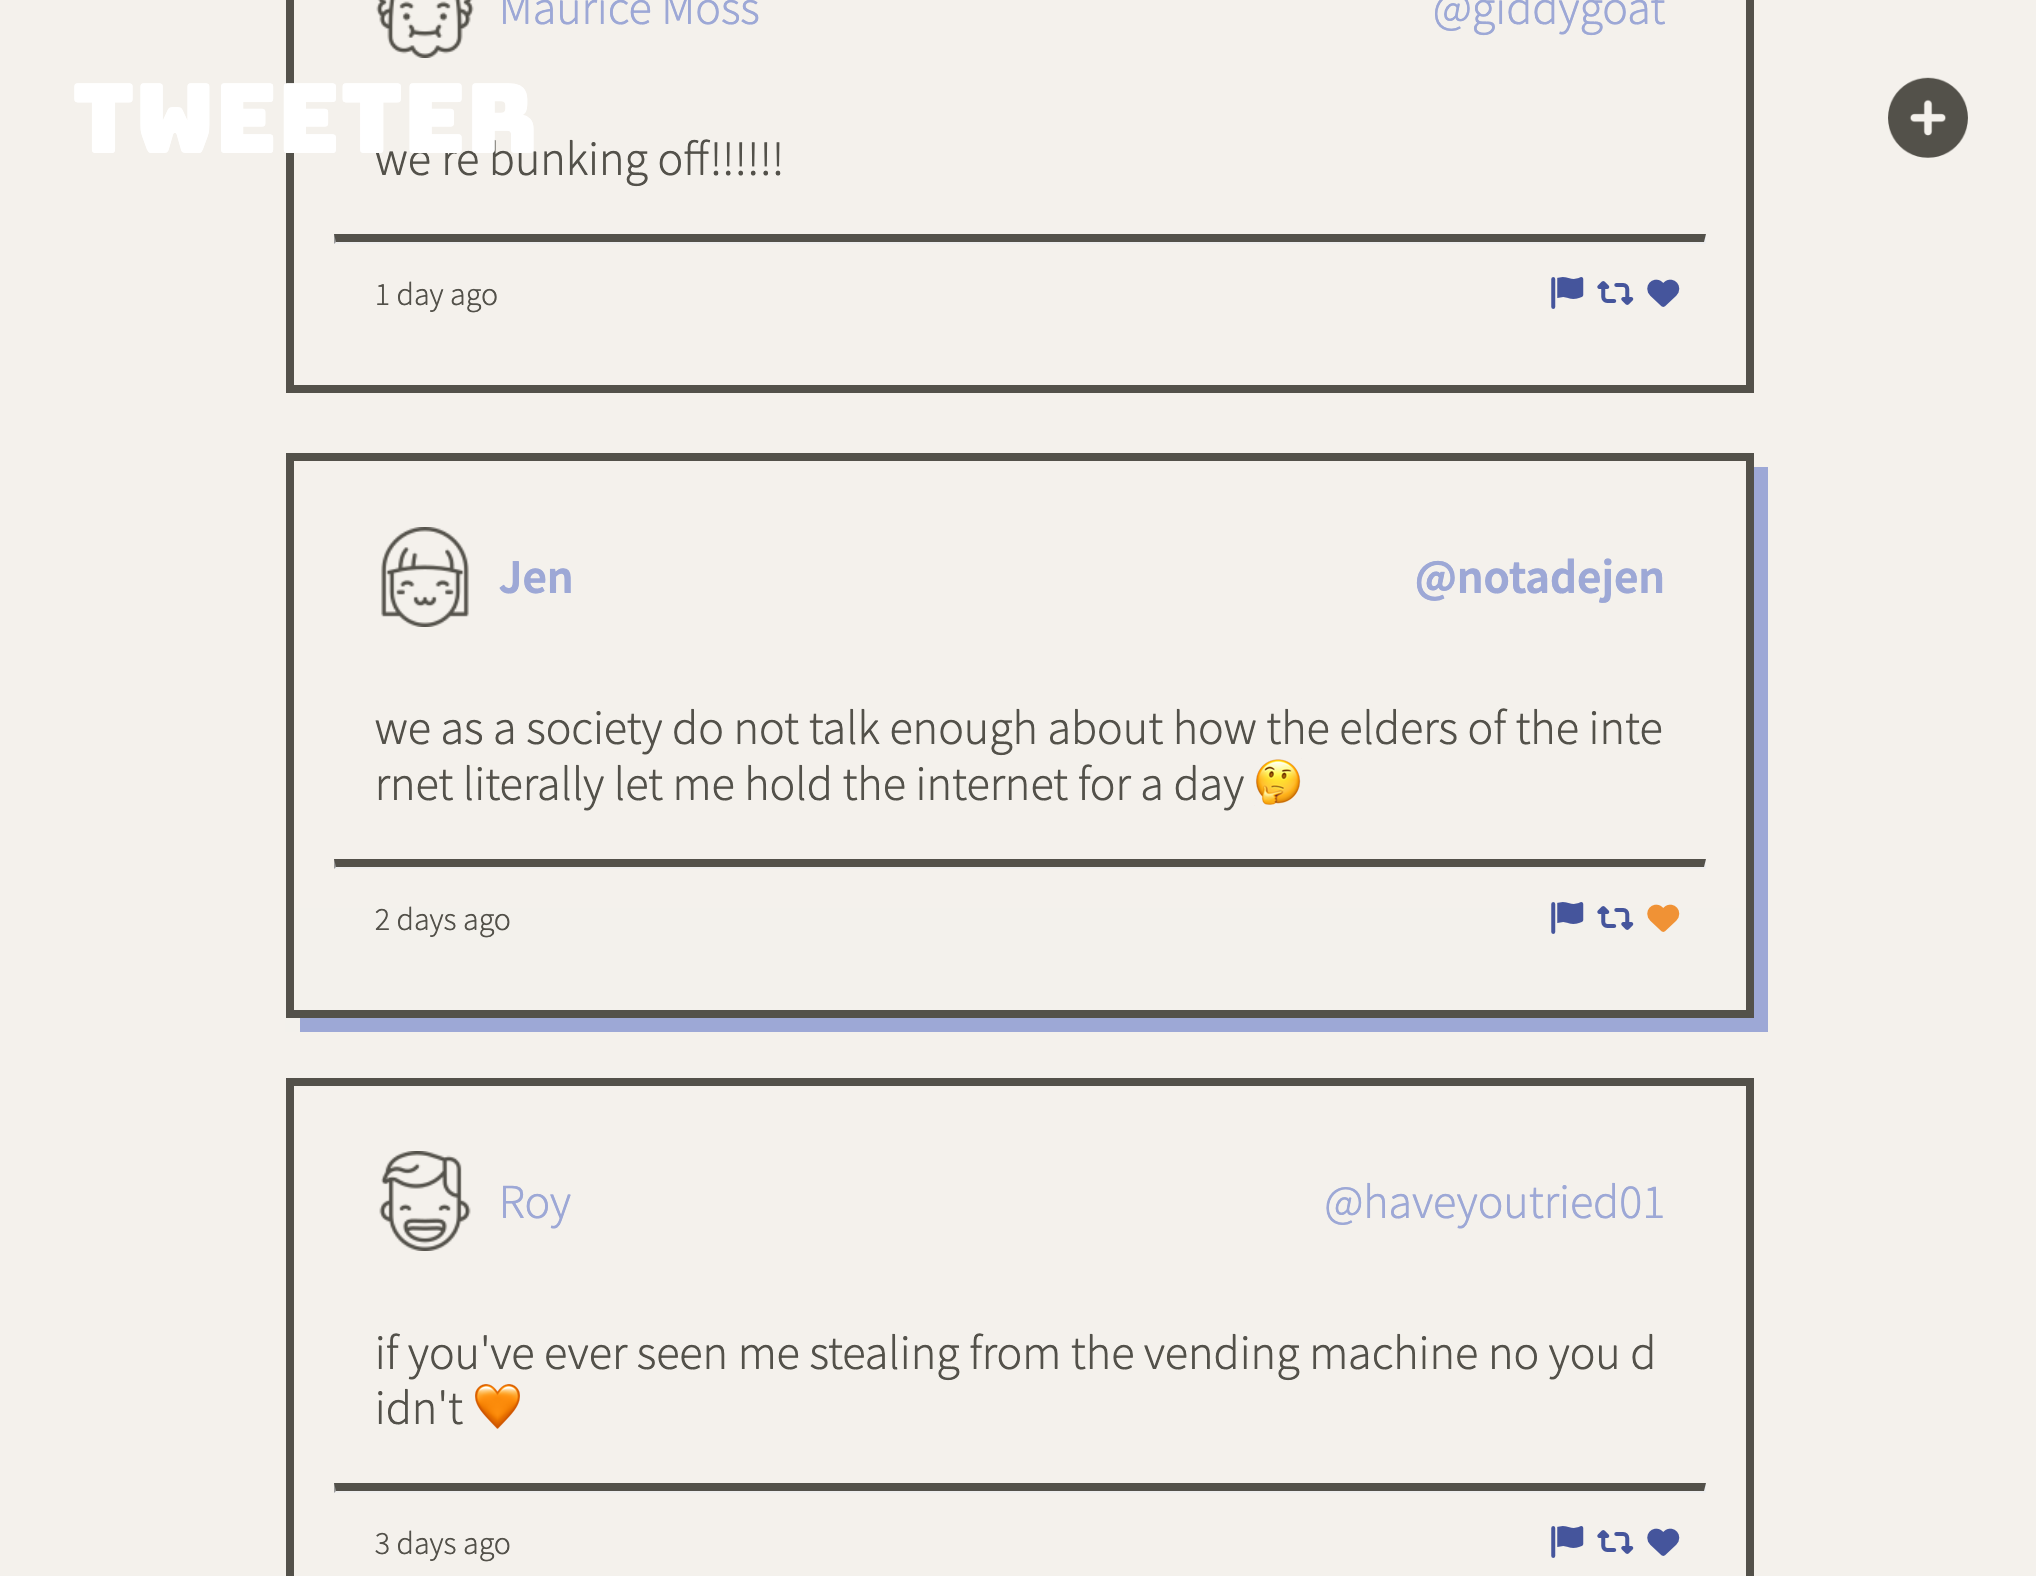 Maurice Moss @giddygoat
TWEETER
we're bunking off!!!!!!
1 day ago
Jen @notadejen
we as a society do not talk enough about how the elders of the inte
rnet literally let me hold the internet for a day 🤔
2 days ago
Roy @haveyoutried01
if you've ever seen me stealing from the vending machine no you d
idn't 🧡
3 days ago